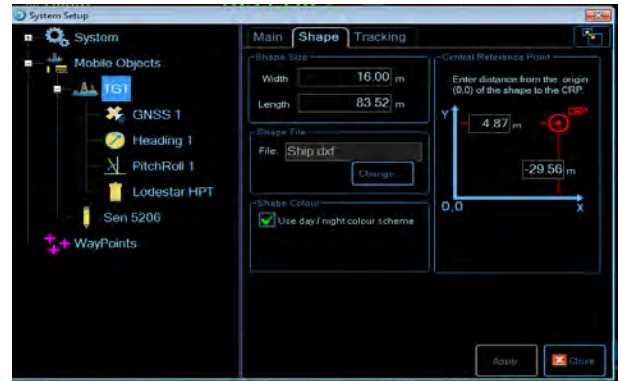 System Setup
System
Mobile Objects
TGT
GNSS 1
Heading 1
PitchRoll 1
Lodestar HPT
Sen 5206
WayPoints
Main Shape Tracking
Shape Size
Width 16.00 m
Length 83.52 m
Shape File
File: Ship dxf
Change...
Shape Colour
Use day / night colour scheme
Central Reference Point
Enter distance from the origin
(0,0) of the shape to the CRP.
Y 4.87 m CRP
-29.56 m
0,0 X
Apply Close